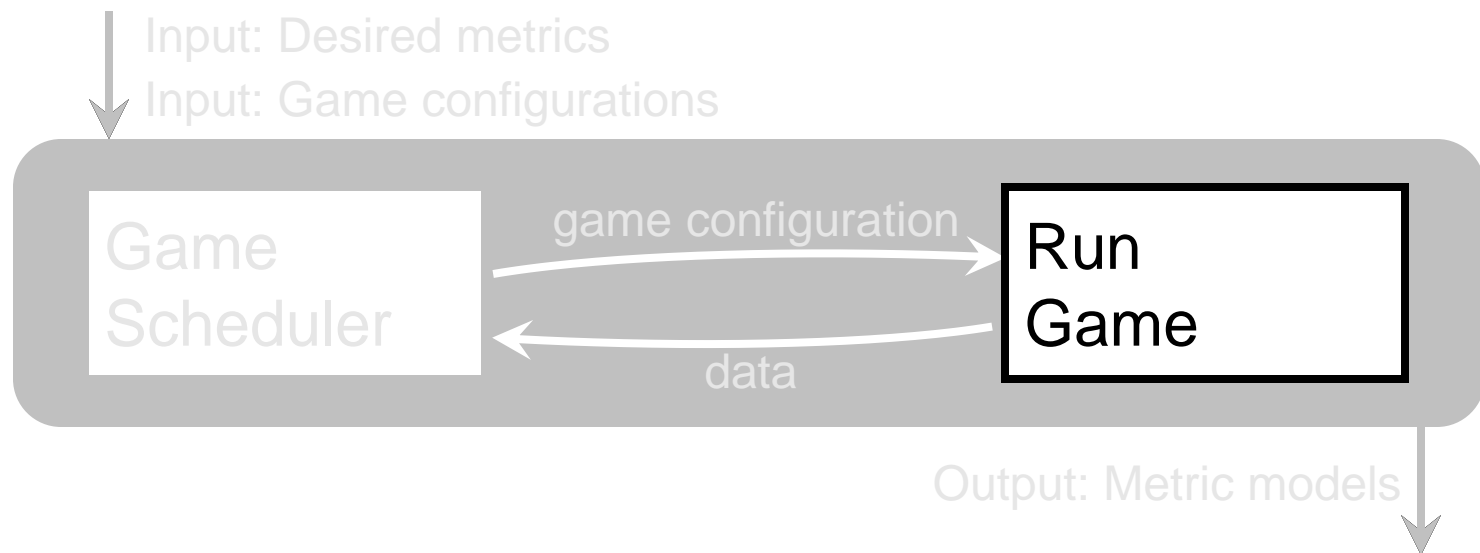 Input: Desired metrics
Input: Game configurations
game configuration
Game
Scheduler
Run
Game
data
Output: Metric models